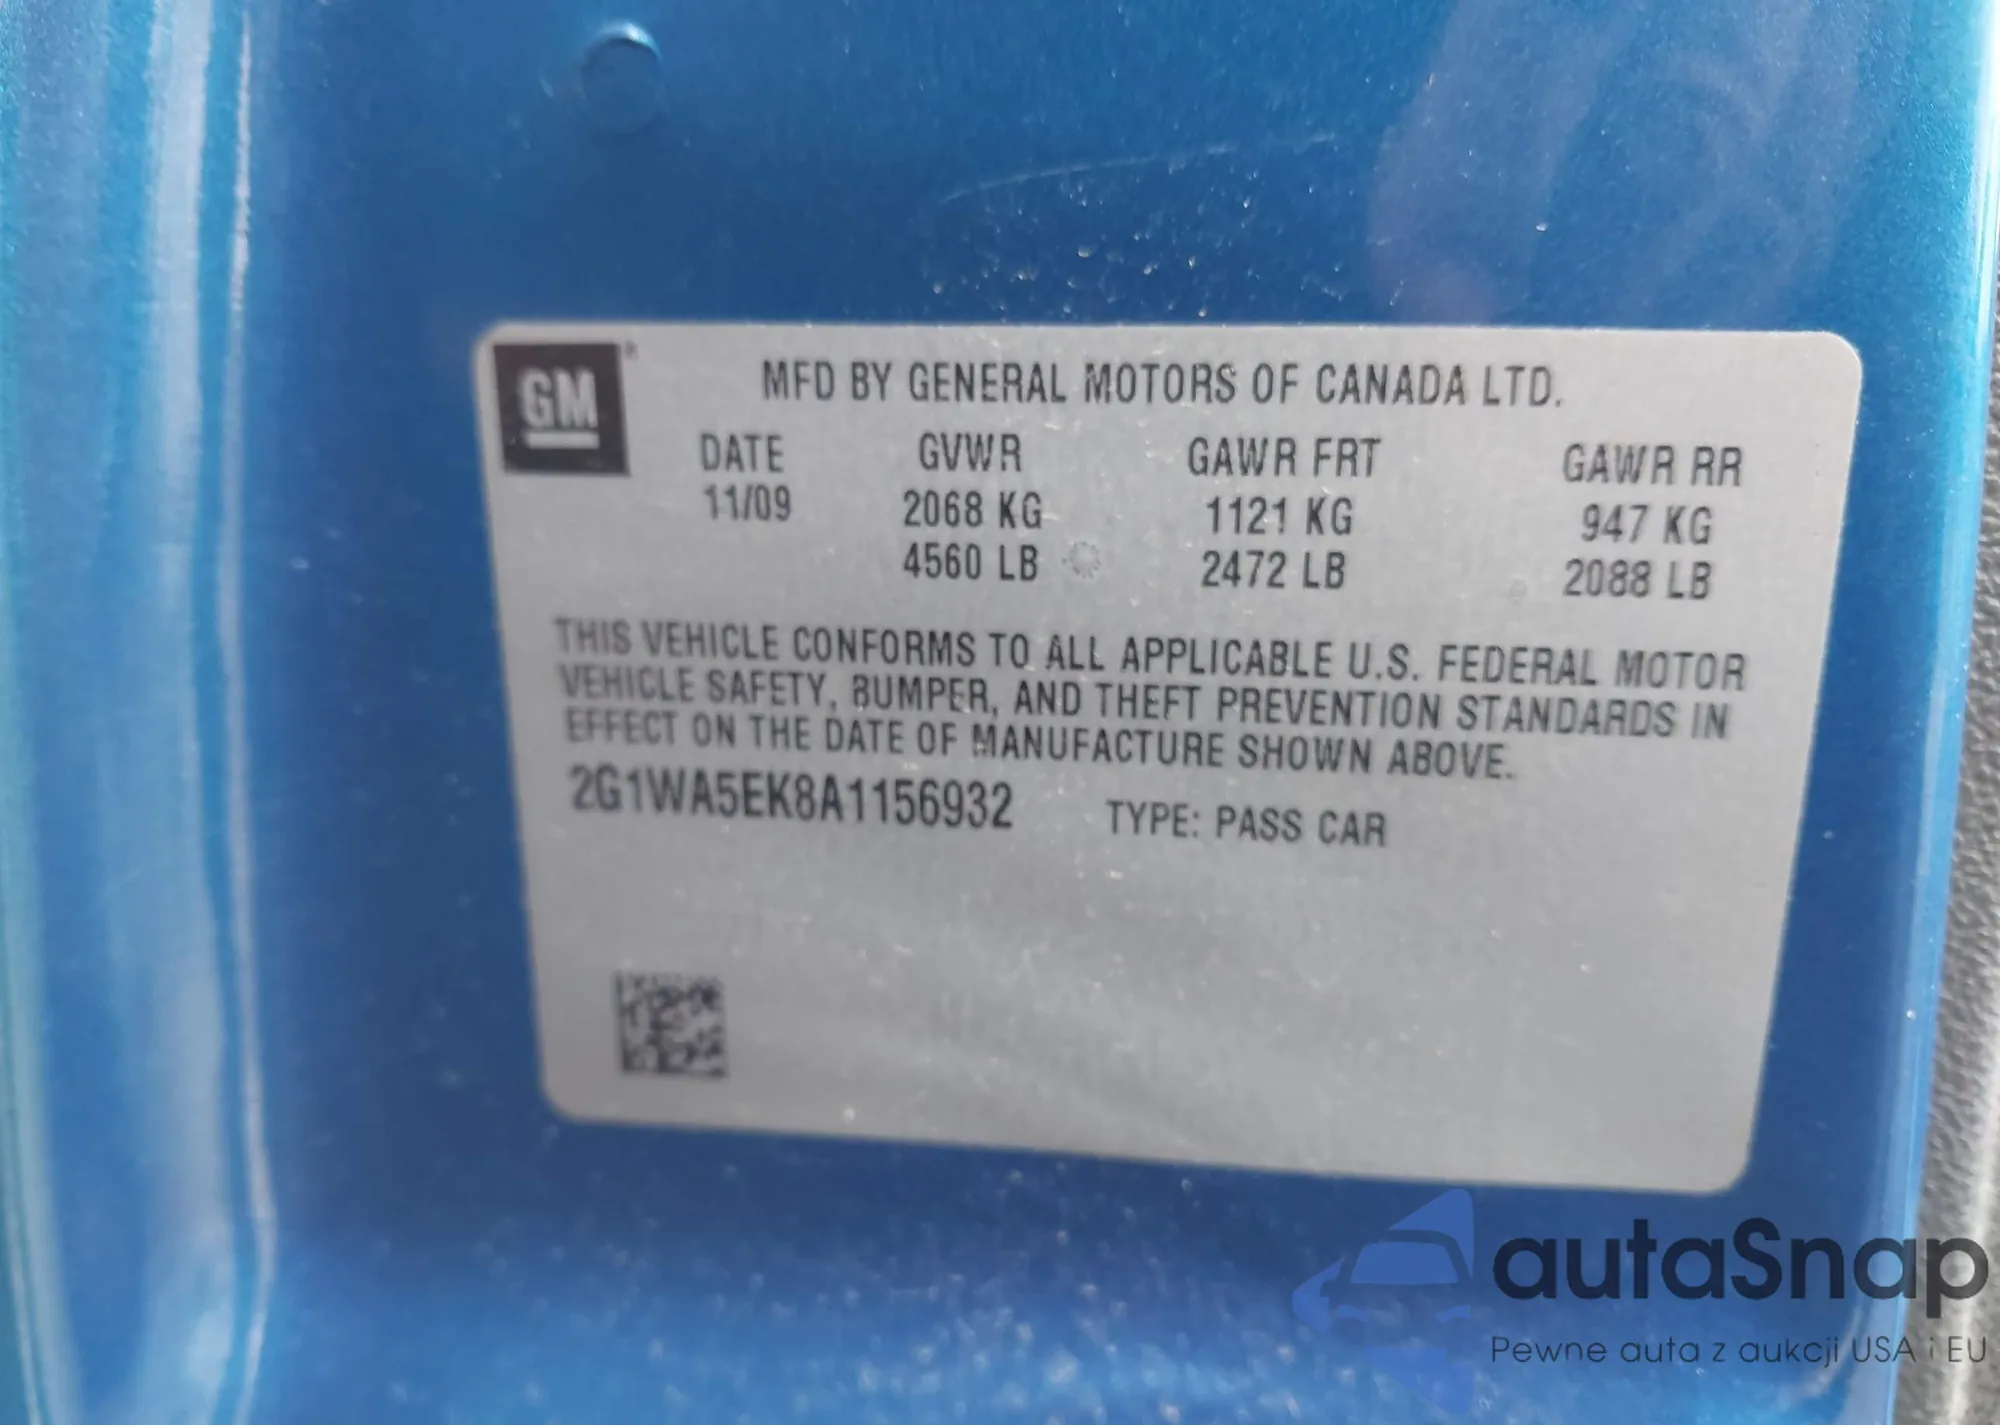 GM
MFD BY GENERAL MOTORS OF CANADA LTD.
DATE GVWR GAWR FRT GAWR RR
11/09 2068 KG 1121 KG 947 KG
4560 LB 2472 LB 2088 LB
THIS VEHICLE CONFORMS TO ALL APPLICABLE U.S. FEDERAL MOTOR
VEHICLE SAFETY, BUMPER, AND THEFT PREVENTION STANDARDS IN
EFFECT ON THE DATE OF MANUFACTURE SHOWN ABOVE.
2G1WA5EK8A1156932 TYPE: PASS CAR
autaSnap
Pewne auta z aukcji USA i EU